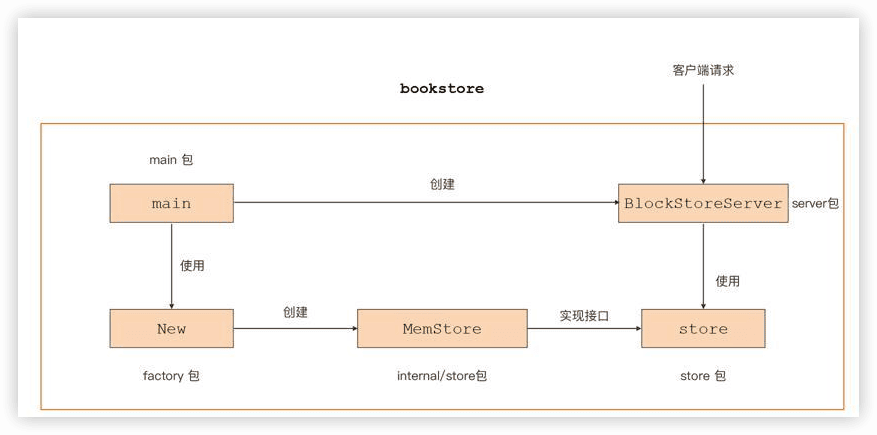 客户端请求
bookstore
main 包
创建
main
BlockStoreServer
server包
使用
使用
创建
实现接口
New
MemStore
store
factory 包
internal/store包
store 包